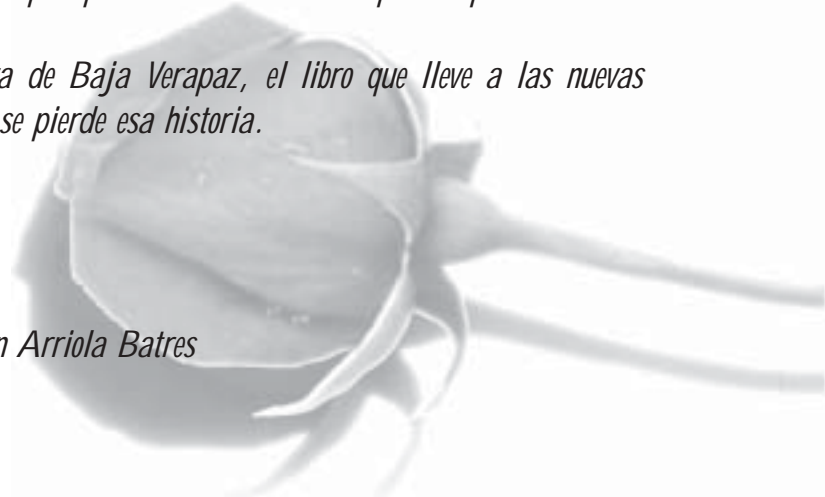 a de Baja Verapaz, el libro que lleve a las nuevas
se pierde esa historia.
n Arriola Batres